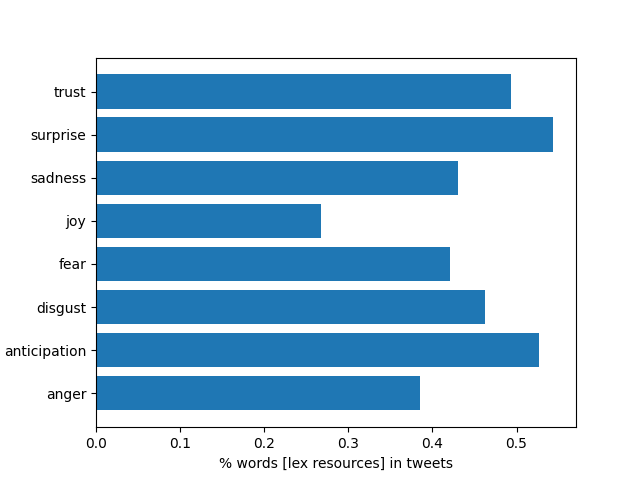 trust
surprise
sadness
joy
fear
disgust
anticipation
anger
0.0 0.1 0.2 0.3 0.4 0.5
% words [lex resources] in tweets